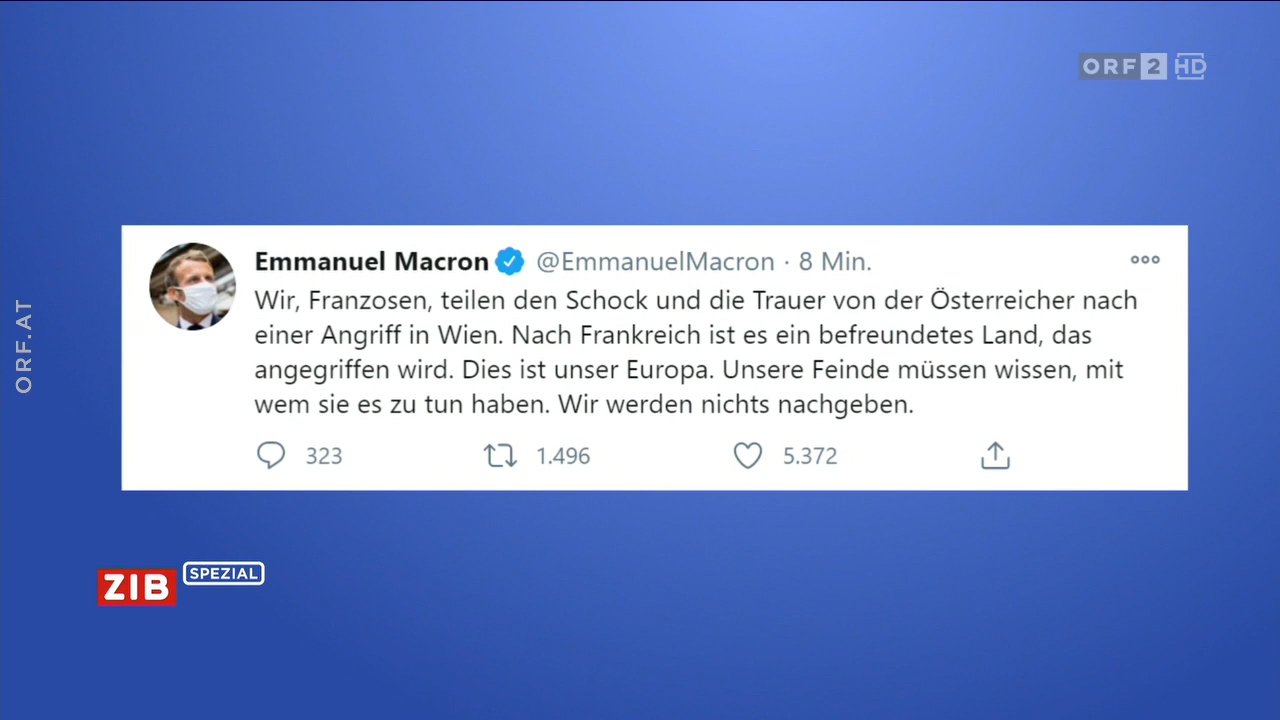 ORF 2 HD
Emmanuel Macron @EmmanuelMacron · 8 Min.
Wir, Franzosen, teilen den Schock und die Trauer von der Österreicher nach
einer Angriff in Wien. Nach Frankreich ist es ein befreundetes Land, das
angegriffen wird. Dies ist unser Europa. Unsere Feinde müssen wissen, mit
wem sie es zu tun haben. Wir werden nichts nachgeben.
323 1.496 5.372
ORF.AT
ZIB SPEZIAL